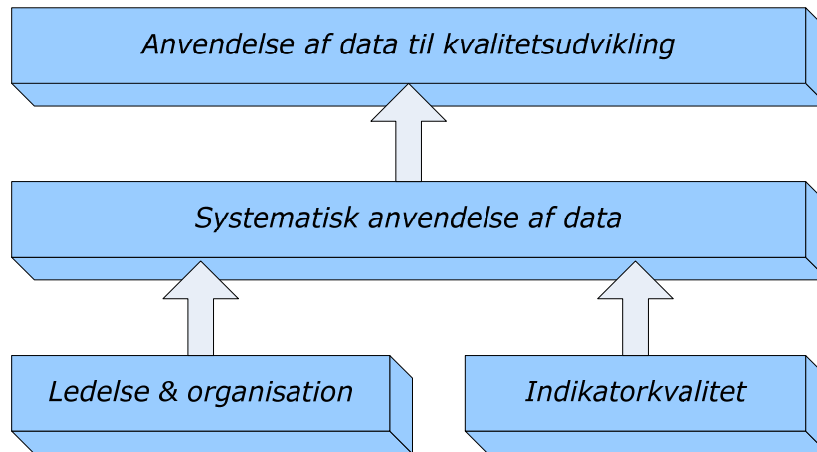 Anvendelse af data til kvalitetsudvikling
Systematisk anvendelse af data
Ledelse & organisation
Indikatorkvalitet